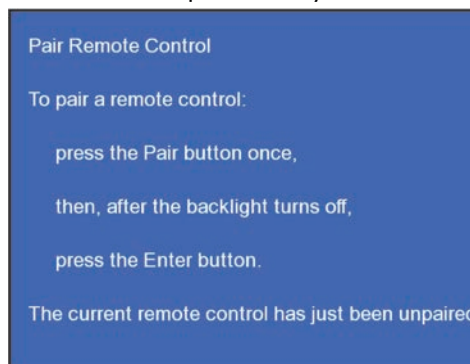 Pair Remote Control
To pair a remote control:
press the Pair button once,
then, after the backlight turns off,
press the Enter button.
The current remote control has just been unpaired